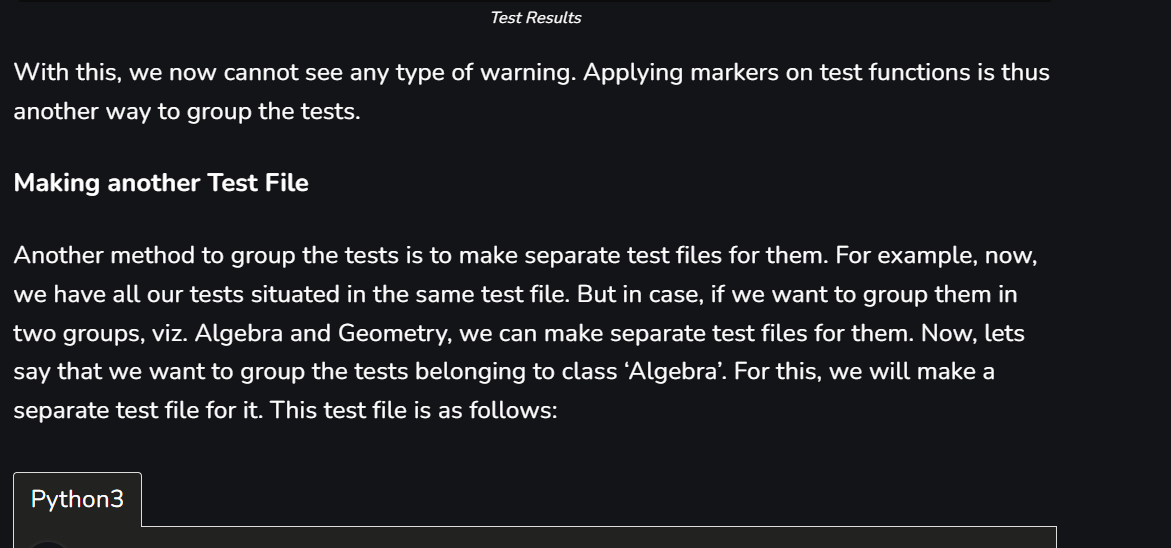 Test Results
With this, we now cannot see any type of warning. Applying markers on test functions is thus
another way to group the tests.
Making another Test File
Another method to group the tests is to make separate test files for them. For example, now,
we have all our tests situated in the same test file. But in case, if we want to group them in
two groups, viz. Algebra and Geometry, we can make separate test files for them. Now, lets
say that we want to group the tests belonging to class ‘Algebra’. For this, we will make a
separate test file for it. This test file is as follows:
Python3